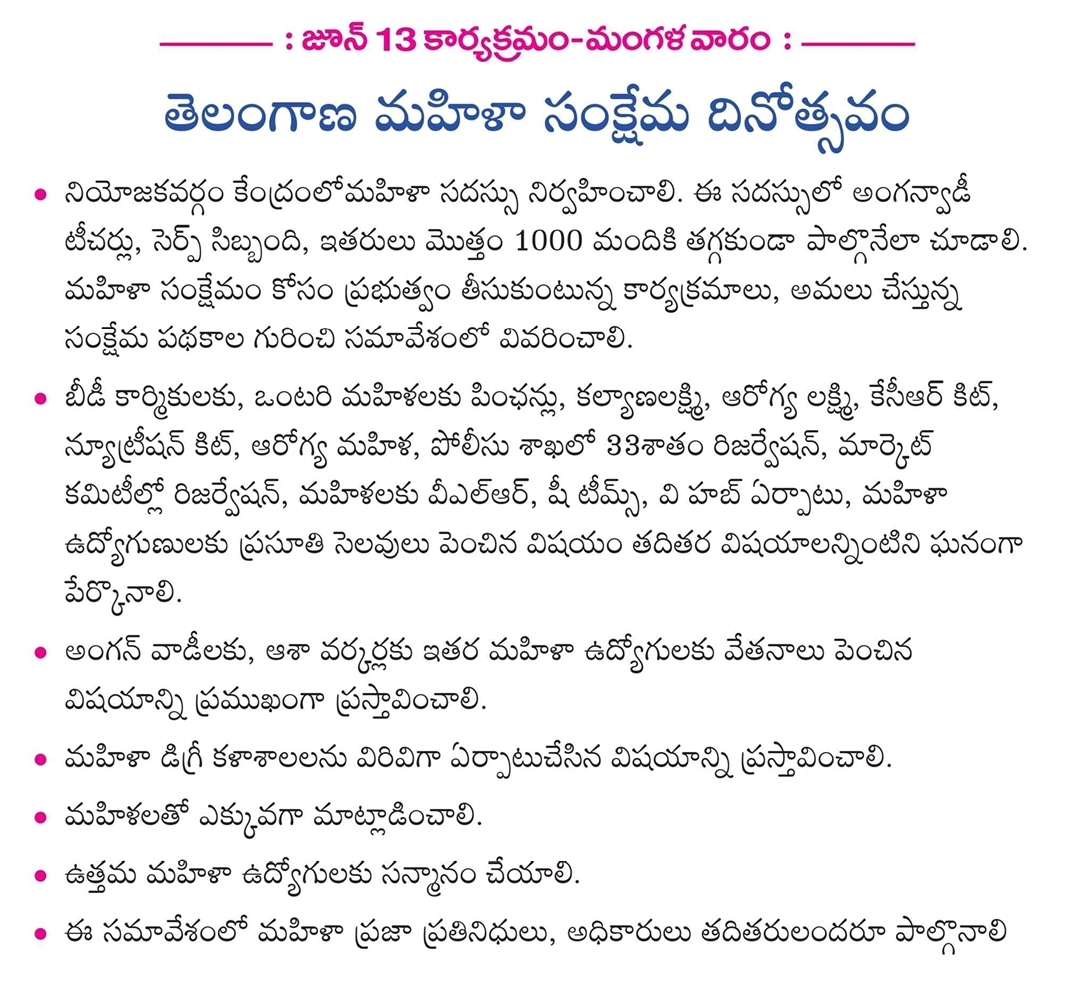 : జూన్ 13 కార్యక్రమం-మంగళవారం :
తెలంగాణ మహిళా సంక్షేమ దినోత్సవం
• నియోజకవర్గం కేంద్రంలోమహిళా సదస్సు నిర్వహించాలి. ఈ సదస్సులో అంగన్వాడీ
టీచర్లు, సెర్ప్ సిబ్బంది, ఇతరులు మొత్తం 1000 మందికి తగ్గకుండా పాల్గొనేలా చూడాలి.
మహిళా సంక్షేమం కోసం ప్రభుత్వం తీసుకుంటున్న కార్యక్రమాలు, అమలు చేస్తున్న
సంక్షేమ పథకాల గురించి సమావేశంలో వివరించాలి.
• బీడీ కార్మికులకు, ఒంటరి మహిళలకు పింఛన్లు, కల్యాణలక్ష్మి, ఆరోగ్య లక్ష్మి, కేసీఆర్ కిట్,
న్యూట్రీషన్ కిట్, ఆరోగ్య మహిళ, పోలీసు శాఖలో 33శాతం రిజర్వేషన్, మార్కెట్
కమిటీల్లో రిజర్వేషన్, మహిళలకు వీఎల్ఆర్, షీ టీమ్స్, వి హబ్ ఏర్పాటు, మహిళా
ఉద్యోగుణులకు ప్రసూతి సెలవులు పెంచిన విషయం తదితర విషయాలన్నింటిని ఘనంగా
పేర్కొనాలి.
• అంగన్ వాడీలకు, ఆశా వర్కర్లకు ఇతర మహిళా ఉద్యోగులకు వేతనాలు పెంచిన
విషయాన్ని ప్రముఖంగా ప్రస్తావించాలి.
• మహిళా డిగ్రీ కళాశాలలను విరివిగా ఏర్పాటుచేసిన విషయాన్ని ప్రస్తావించాలి.
• మహిళలతో ఎక్కువగా మాట్లాడించాలి.
• ఉత్తమ మహిళా ఉద్యోగులకు సన్మానం చేయాలి.
• ఈ సమావేశంలో మహిళా ప్రజా ప్రతినిధులు, అధికారులు తదితరులందరూ పాల్గొనాలి